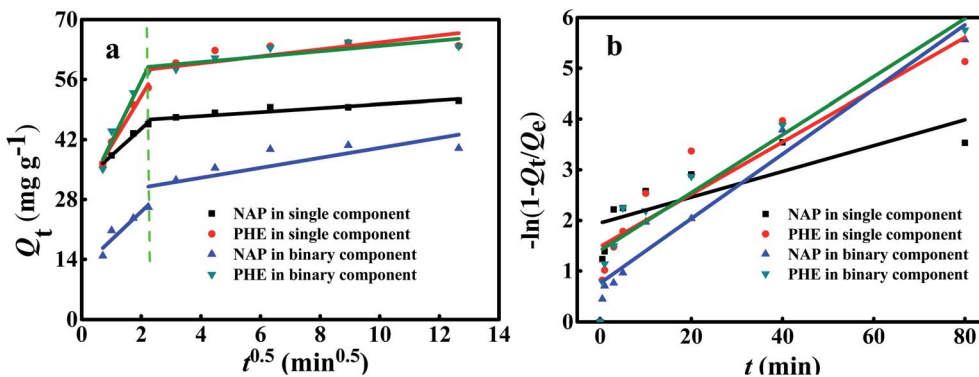 a
70
56
42
28
14
0
Qt (mg g-1)
NAP in single component
PHE in single component
NAP in binary component
PHE in binary component
0 2 4 6 8 10 12 14
t0.5 (min0.5)
b
6
5
4
3
2
1
0
-ln(1-Qt/Qe)
NAP in single component
PHE in single component
NAP in binary component
PHE in binary component
0 20 40 60 80
t (min)